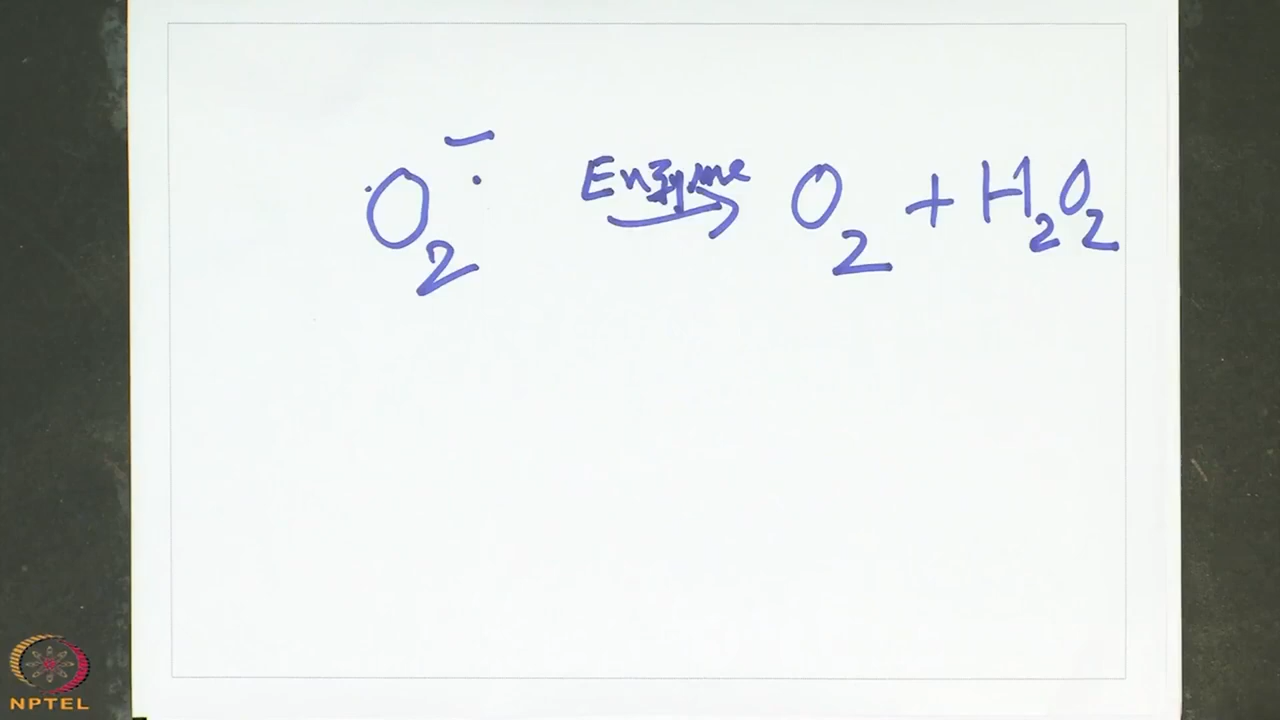 O₂⁻· Enzyme → O₂ + H₂O₂
NPTEL